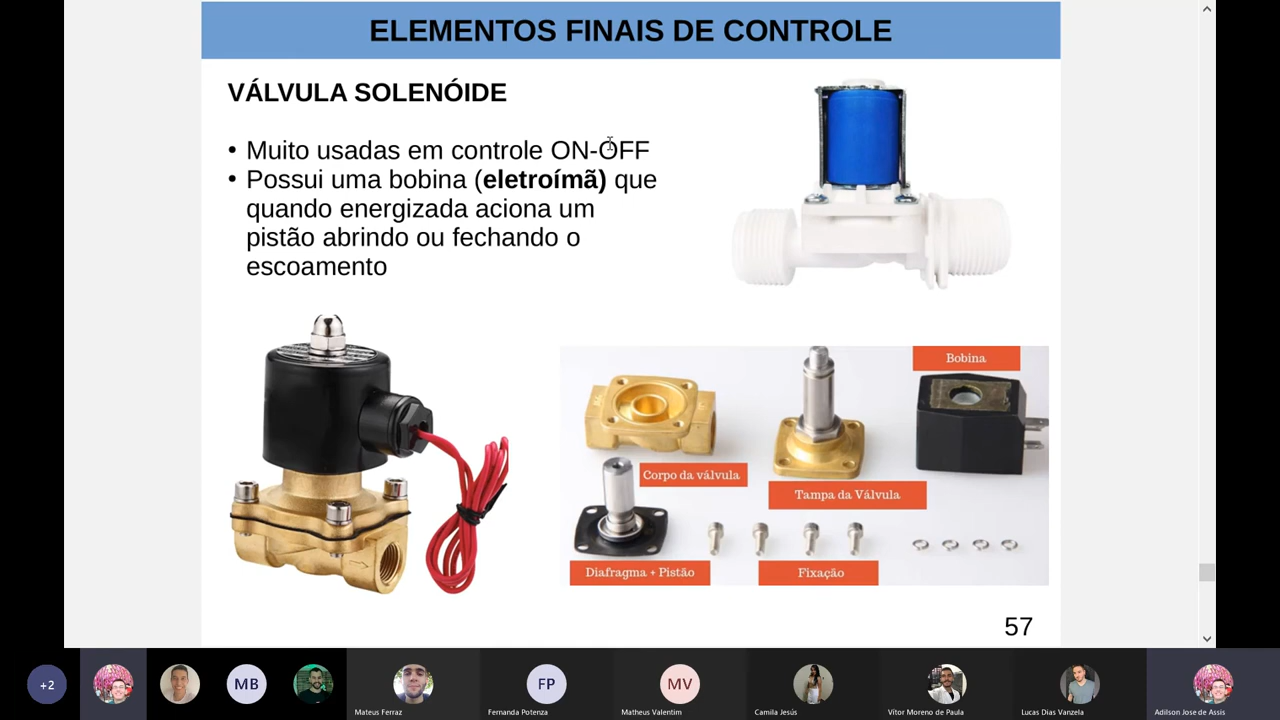 ELEMENTOS FINAIS DE CONTROLE
VÁLVULA SOLENÓIDE
• Muito usadas em controle ON-OFF
• Possui uma bobina (eletroímã) que
quando energizada aciona um
pistão abrindo ou fechando o
escoamento
Bobina
Corpo da válvula
Tampa da Válvula
Diafragma + Pistão
Fixação
57
+2
MB
FP
MV
Mateus Ferraz
Fernanda Potenza
Matheus Valentim
Camila Jesús
Vítor Moreno de Paula
Lucas Dias Vanzela
Adilson Jose de Assis